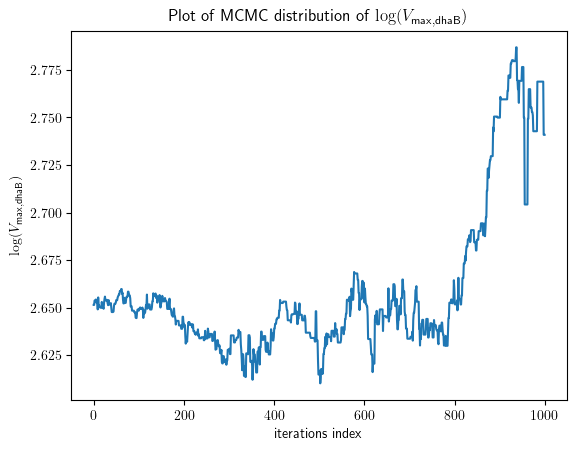 Plot of MCMC distribution of log(V_max,dhaB)
log(V_max,dhaB)
2.775
2.750
2.725
2.700
2.675
2.650
2.625
0 200 400 600 800 1000
iterations index